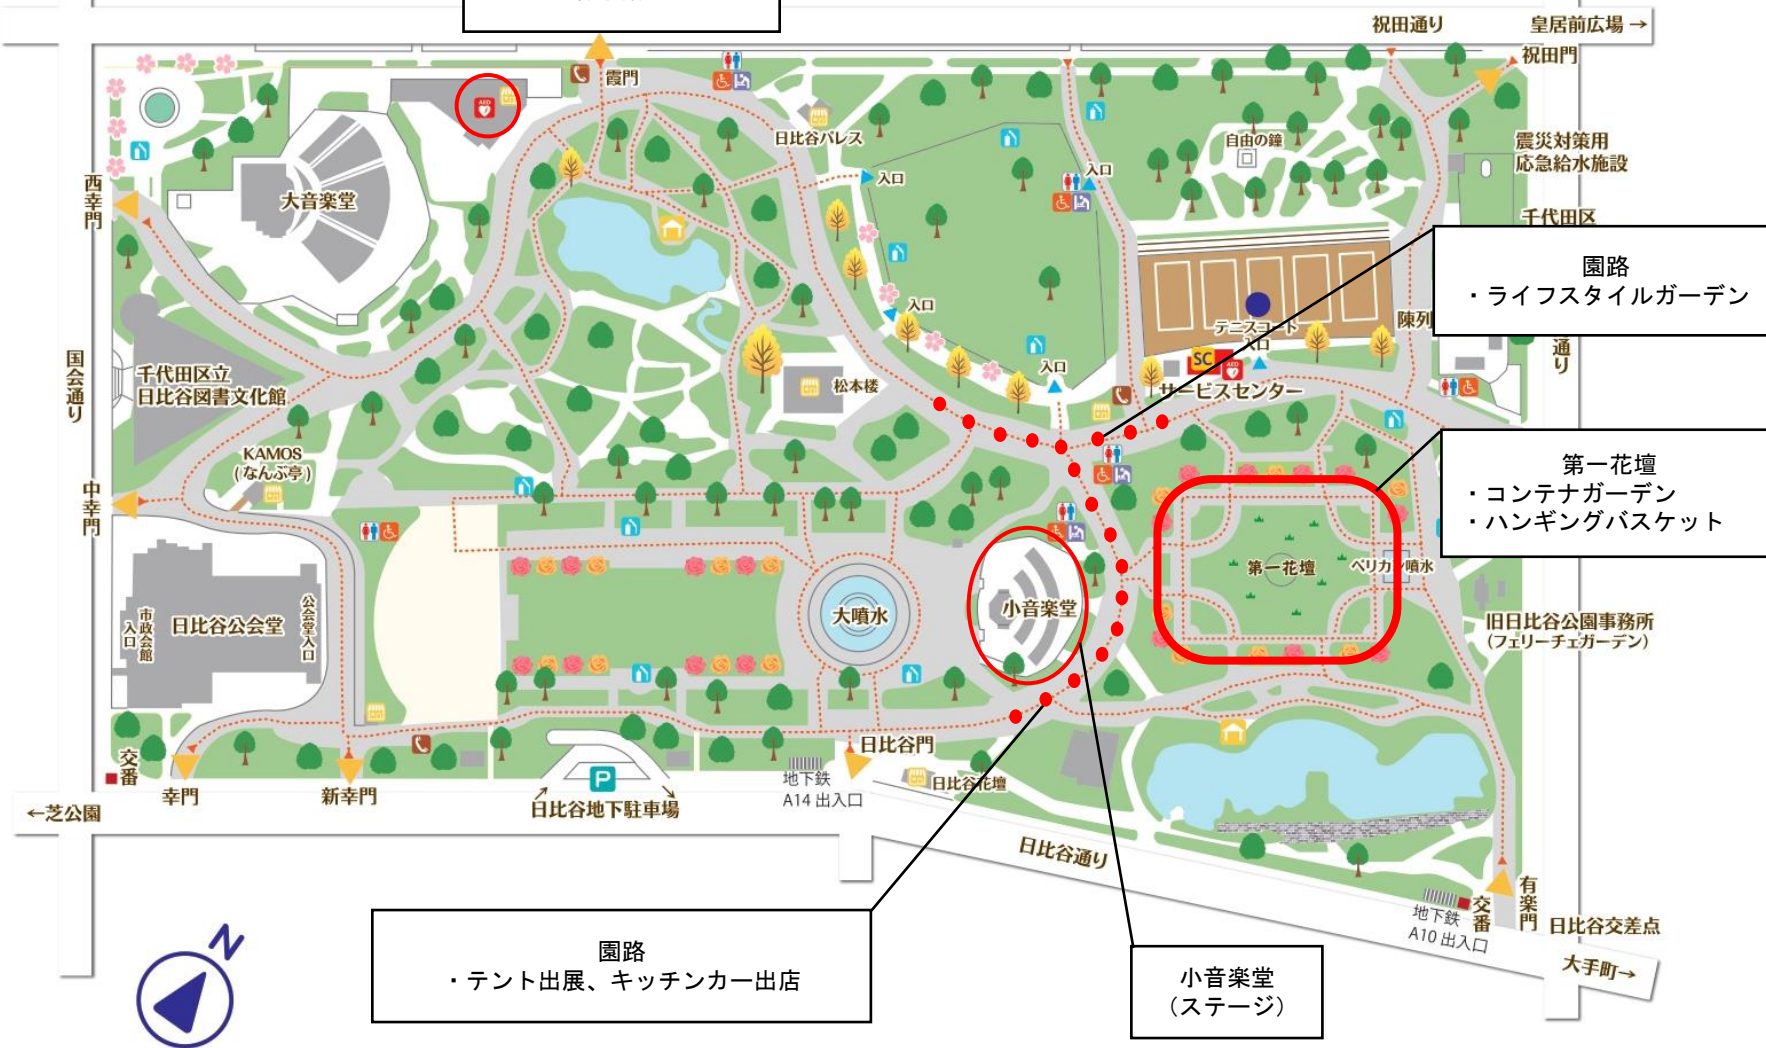 祝田通り
皇居前広場→
祝田門
霞門
AED
日比谷パレス
自由の鐘
震災対策用
応急給水施設
入口
入口
西幸門
大音楽堂
千代田区
園路
・ライフスタイルガーデン
入口
テニスコート
陳列
通り
入口
入口
SC
AED
サービスセンター
国会通り
千代田区立
日比谷図書文化館
松本楼
KAMOS
(なんぶ亭)
第一花壇
・コンテナガーデン
・ハンギングバスケット
中幸門
第一花壇
ペリカン噴水
市政会館
入口
日比谷公会堂
公会堂入口
大噴水
小音楽堂
旧日比谷公園事務所
(フェリーチェガーデン)
交番
幸門
新幸門
P
日比谷地下駐車場
地下鉄
A14 出入口
日比谷門
日比谷花壇
←芝公園
日比谷通り
有楽門
交番
地下鉄
A10 出入口
日比谷交差点
大手町→
N
園路
・テント出展、キッチンカー出店
小音楽堂
（ステージ）